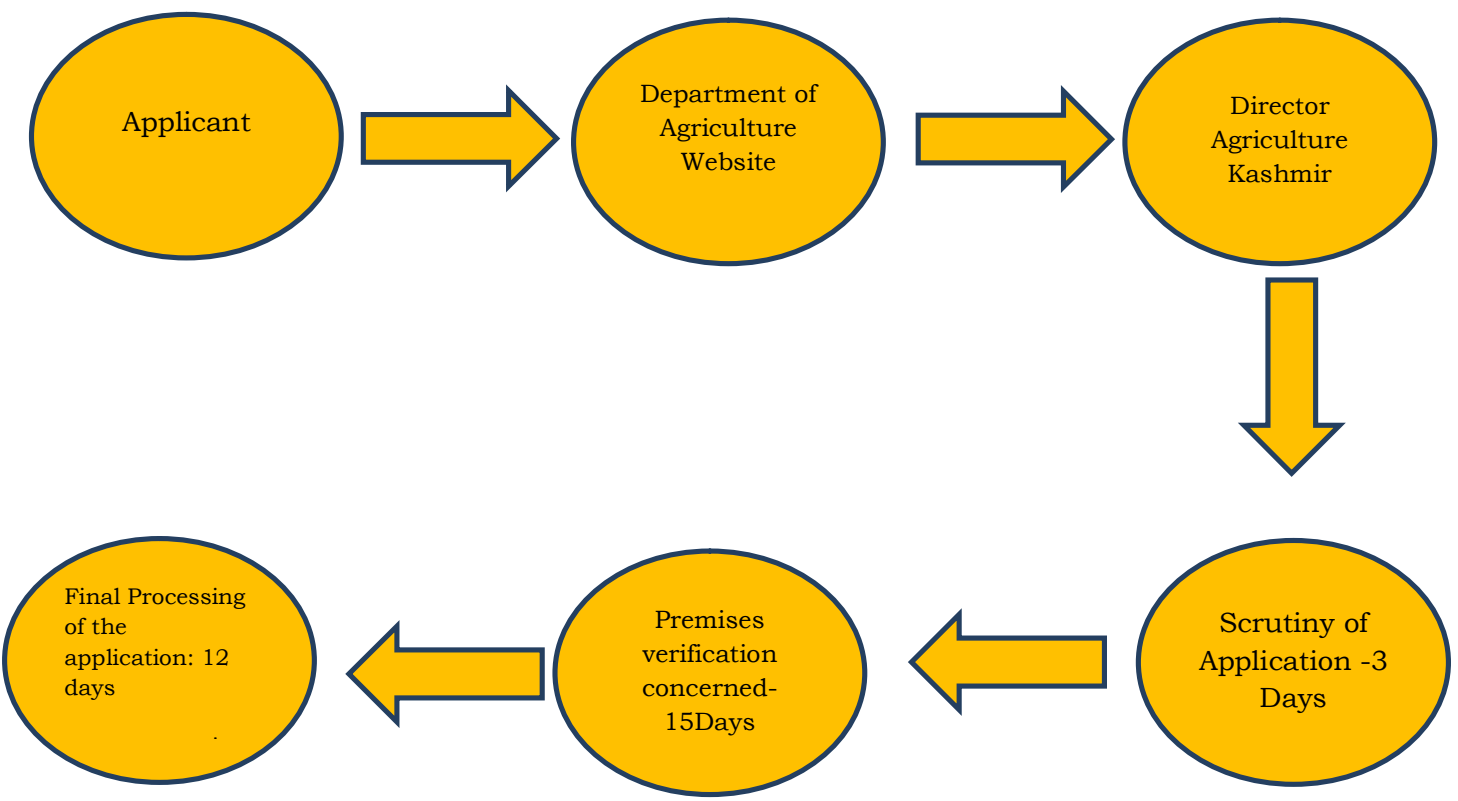 Applicant
Department of
Agriculture
Website
Director
Agriculture
Kashmir
Scrutiny of
Application -3
Days
Premises
verification
concerned-
15Days
Final Processing
of the
application: 12
days
.